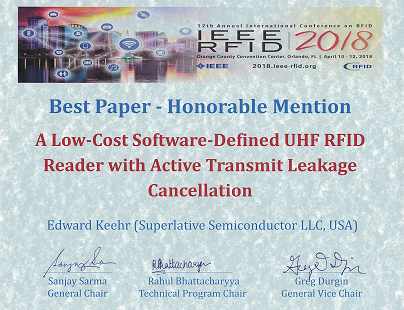 12th Annual International Conference on RFID
IEEE
RFID 2018
Orange County Convention Center, Orlando, FL | April 10 - 12, 2018
IEEE 2018.ieee-rfid.org CRFID
Best Paper - Honorable Mention
A Low-Cost Software-Defined UHF RFID
Reader with Active Transmit Leakage
Cancellation
Edward Keehr (Superlative Semiconductor LLC, USA)
RBhattacharyya
Sanjay Sarma Rahul Bhattacharyya Greg Durgin
General Chair Technical Program Chair General Vice Chair